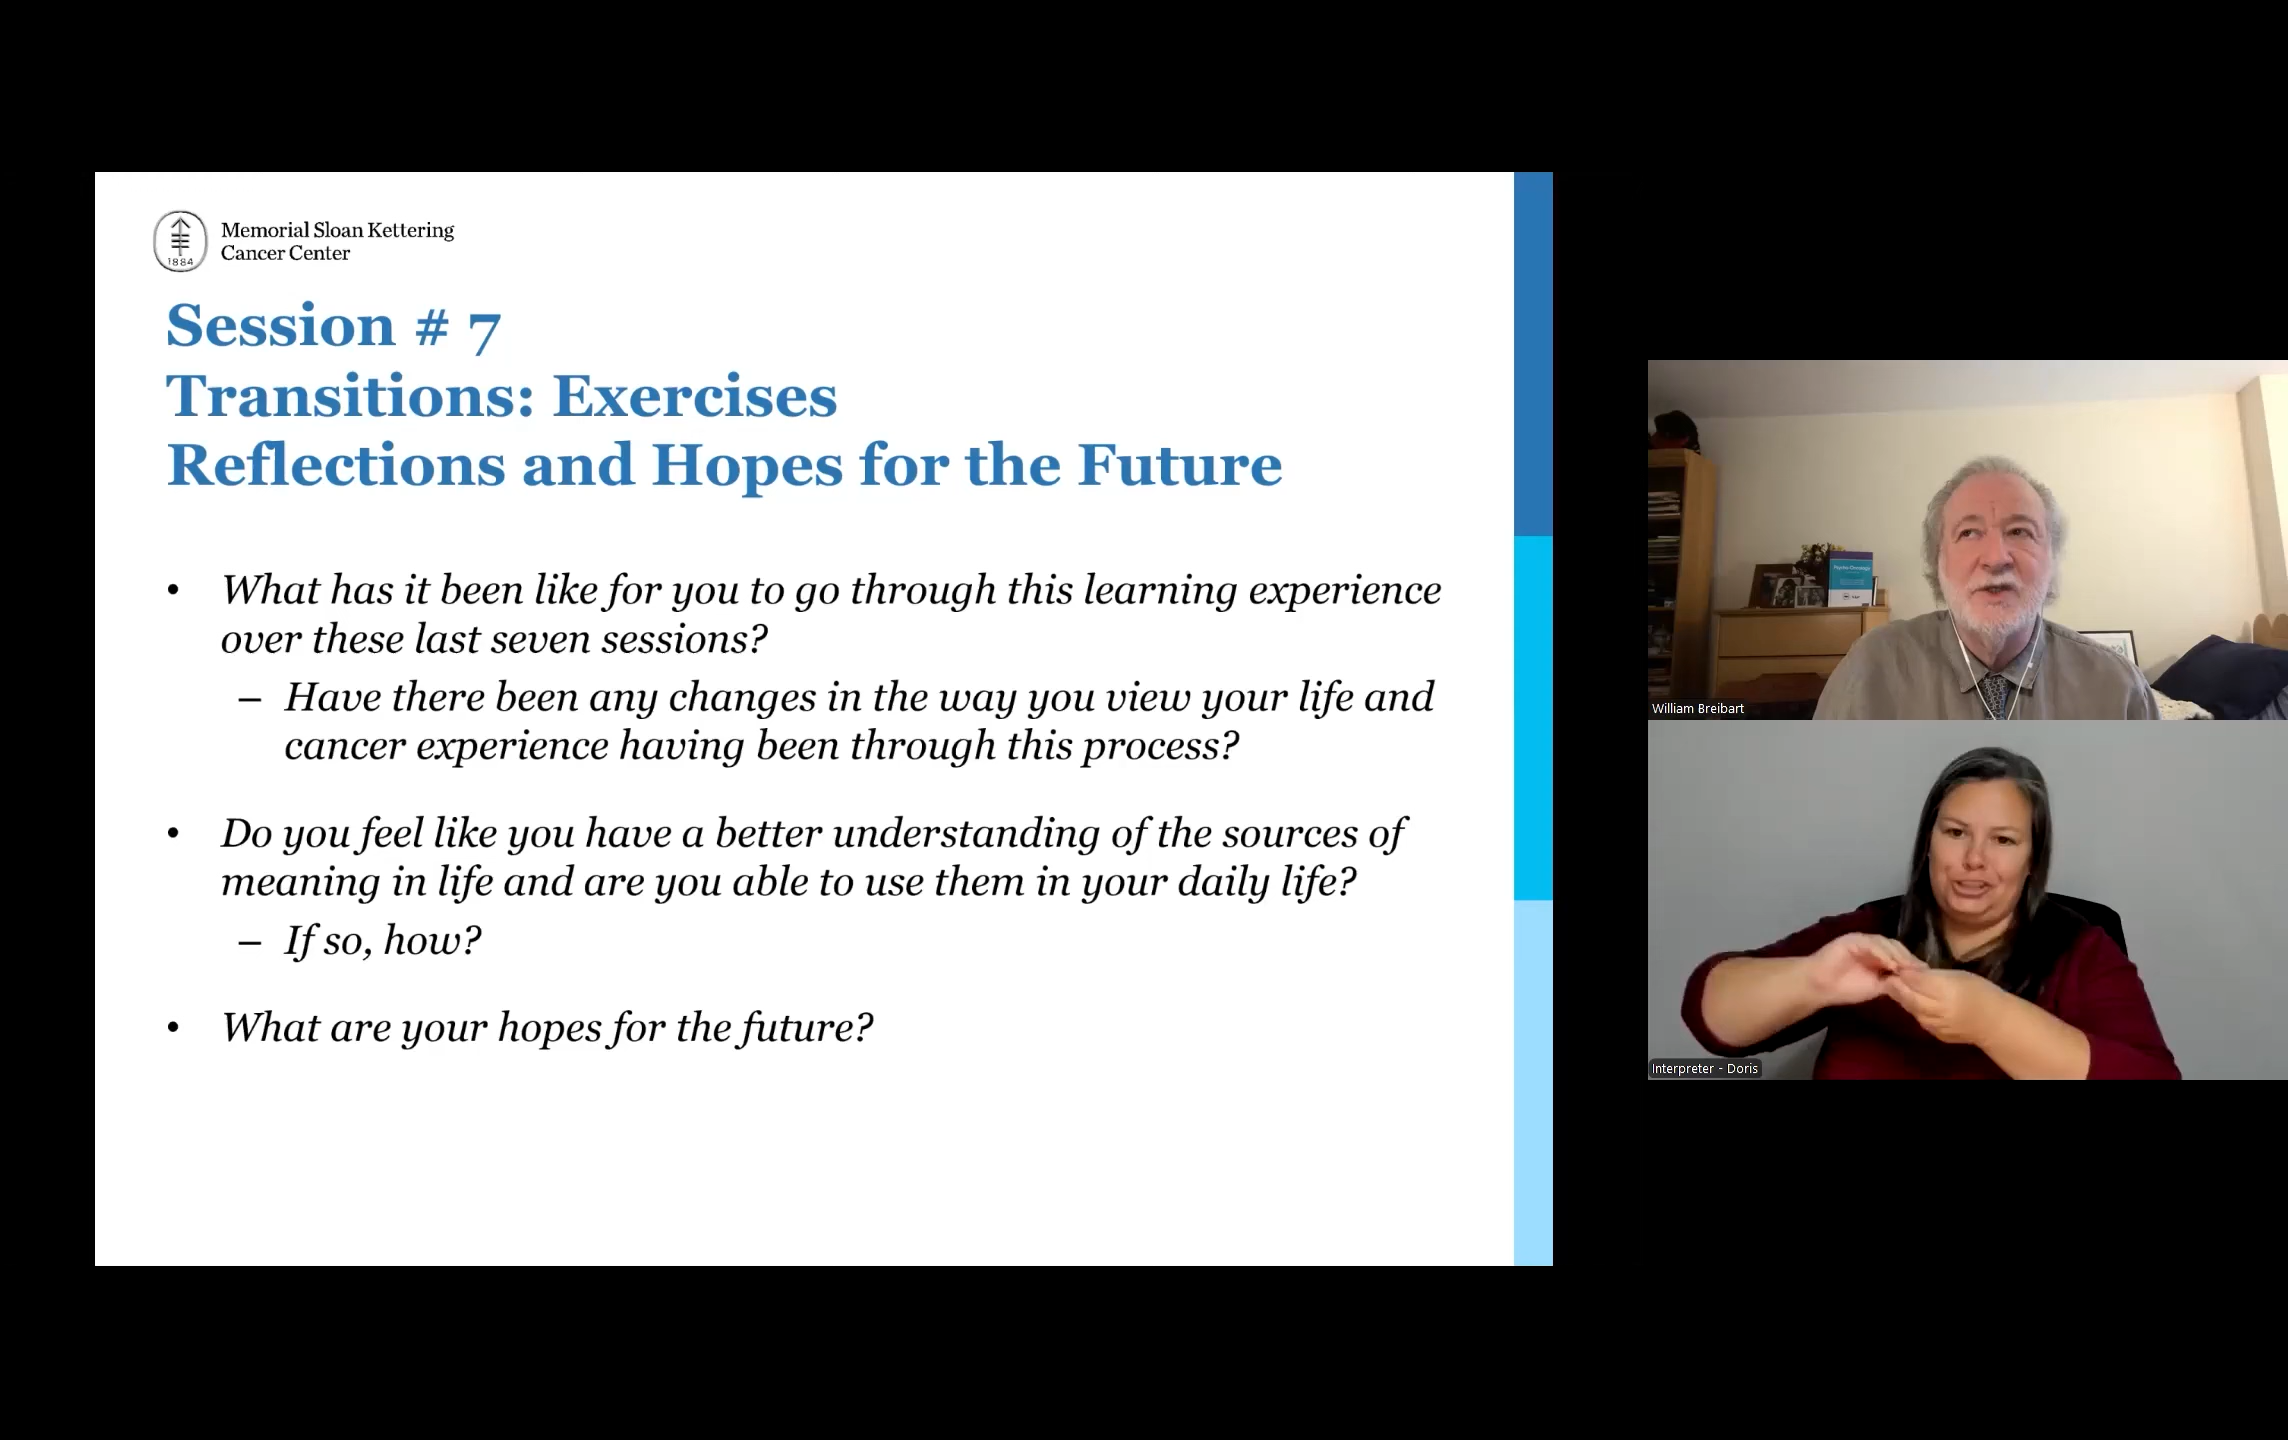 1884
Memorial Sloan Kettering
Cancer Center
Session # 7
Transitions: Exercises
Reflections and Hopes for the Future
• What has it been like for you to go through this learning experience
over these last seven sessions?
– Have there been any changes in the way you view your life and
cancer experience having been through this process?
• Do you feel like you have a better understanding of the sources of
meaning in life and are you able to use them in your daily life?
– If so, how?
• What are your hopes for the future?
Psycho-Oncology
William Breibart
Interpreter - Doris